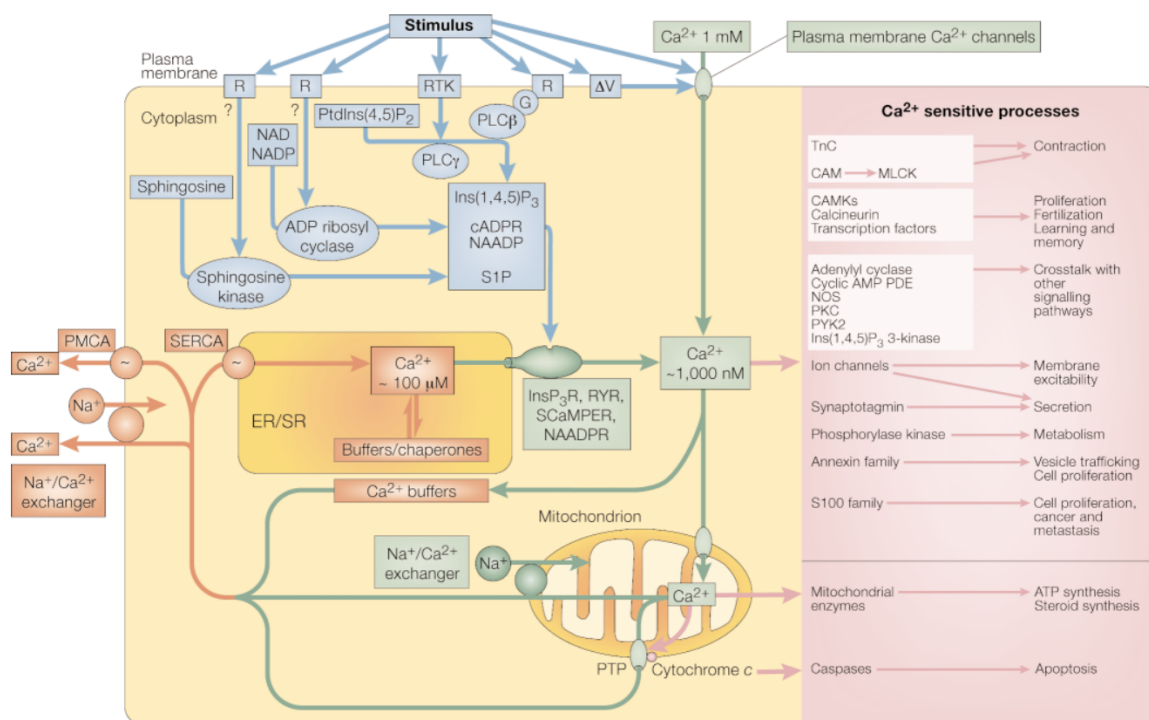 Stimulus
Ca²⁺ 1 mM
Plasma membrane Ca²⁺ channels
Plasma
membrane
R
R
RTK
R
ΔV
?
?
G
Cytoplasm
PtdIns(4,5)P₂
PLCβ
NAD
NADP
PLCγ
Sphingosine
Ins(1,4,5)P₃
cADPR
NAADP
S1P
ADP ribosyl
cyclase
Sphingosine
kinase
PMCA
SERCA
Ca²⁺
~
~
Ca²⁺
~ 100 µM
Ca²⁺
~1,000 nM
Na⁺
InsP₃R, RYR,
SCaMPER,
NAADPR
ER/SR
Buffers/chaperones
Ca²⁺
Na⁺/Ca²⁺
exchanger
Ca²⁺ buffers
Mitochondrion
Na⁺/Ca²⁺
exchanger
Na⁺
Ca²⁺
PTP
Cytochrome c
Ca²⁺ sensitive processes
TnC
Contraction
CAM
MLCK
CAMKs
Calcineurin
Transcription factors
Proliferation
Fertilization
Learning and
memory
Adenylyl cyclase
Cyclic AMP PDE
NOS
PKC
PYK2
Ins(1,4,5)P₃ 3-kinase
Crosstalk with
other
signalling
pathways
Ion channels
Membrane
excitability
Synaptotagmin
Secretion
Phosphorylase kinase
Metabolism
Annexin family
Vesicle trafficking
Cell proliferation
S100 family
Cell proliferation,
cancer and
metastasis
Mitochondrial
enzymes
ATP synthesis
Steroid synthesis
Caspases
Apoptosis